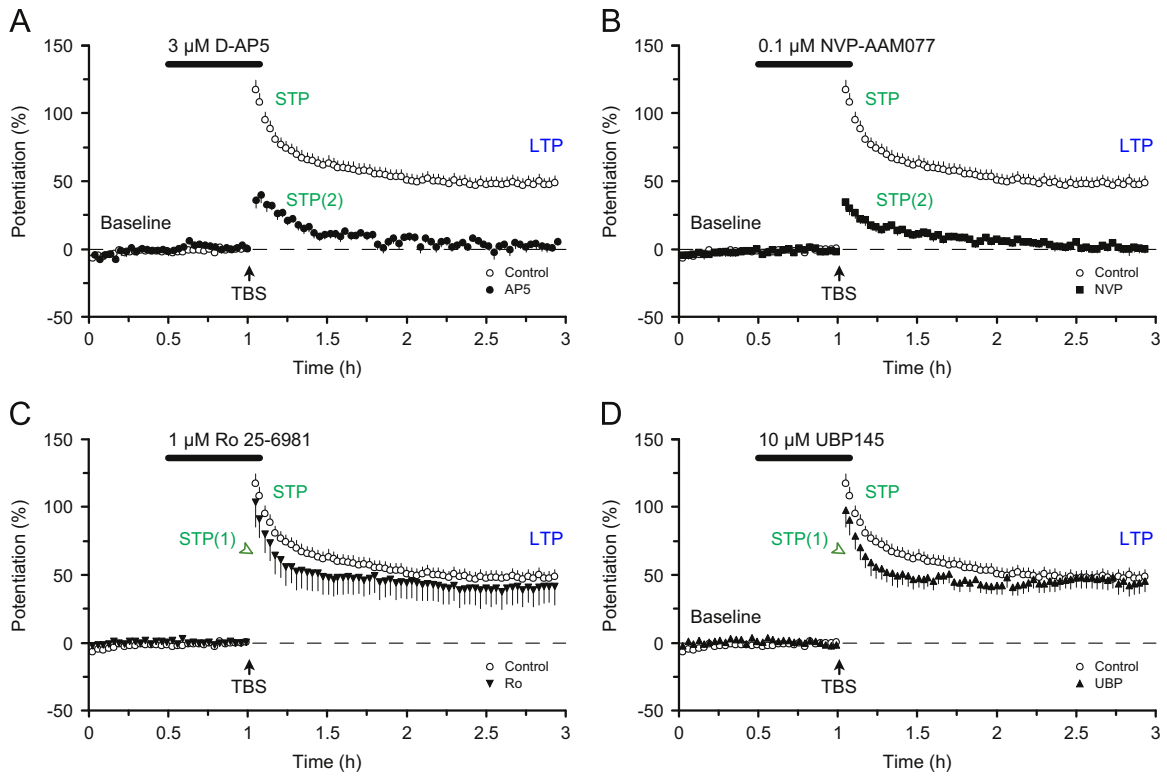 A
3 µM D-AP5
150
100
50
0
-50
Potentiation (%)
STP
LTP
STP(2)
Baseline
Control
AP5
TBS
0 0.5 1 1.5 2 2.5 3
Time (h)
B
0.1 µM NVP-AAM077
150
100
50
0
-50
Potentiation (%)
STP
LTP
STP(2)
Baseline
Control
NVP
TBS
0 0.5 1 1.5 2 2.5 3
Time (h)
C
1 µM Ro 25-6981
150
100
50
0
-50
Potentiation (%)
STP
STP(1)
LTP
Control
Ro
TBS
0 0.5 1 1.5 2 2.5 3
Time (h)
D
10 µM UBP145
150
100
50
0
-50
Potentiation (%)
STP
STP(1)
LTP
Baseline
Control
UBP
TBS
0 0.5 1 1.5 2 2.5 3
Time (h)